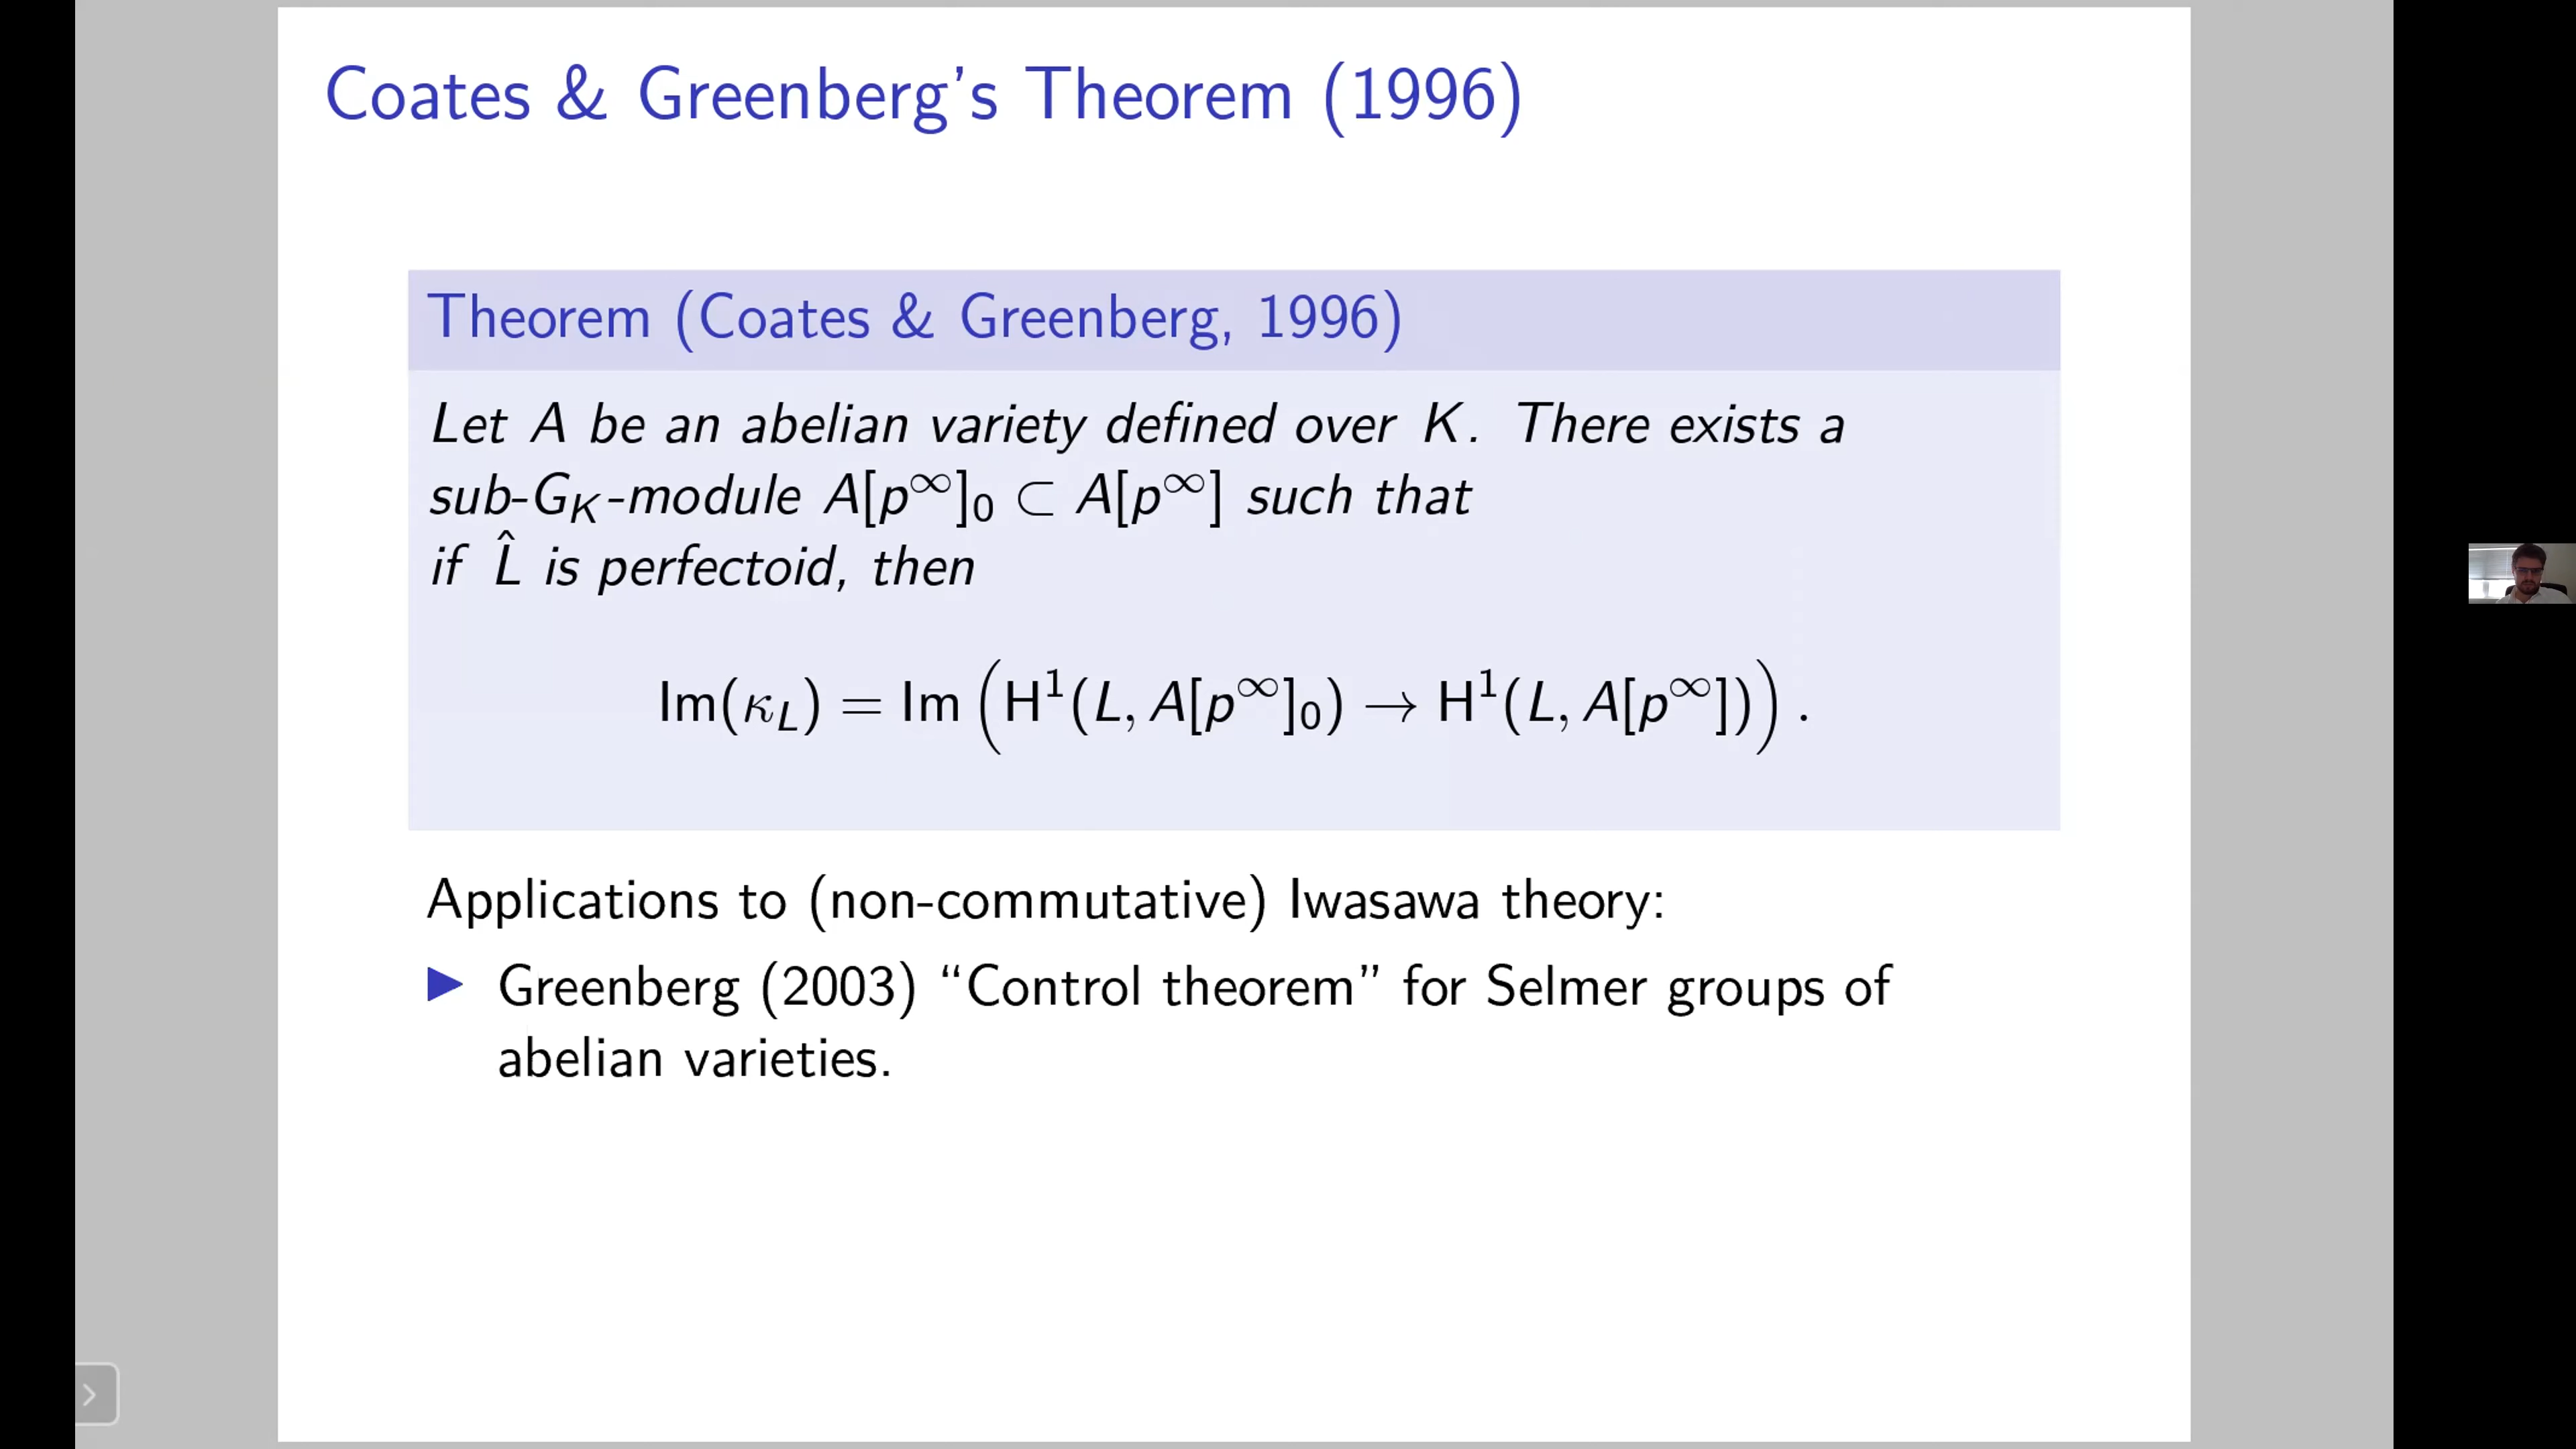 Coates & Greenberg's Theorem (1996)
Theorem (Coates & Greenberg, 1996)
Let A be an abelian variety defined over K. There exists a
sub-G_K-module A[p^∞]_0 ⊂ A[p^∞] such that
if L̂ is perfectoid, then
Im(κ_L) = Im (H^1(L, A[p^∞]_0) → H^1(L, A[p^∞])) .
Applications to (non-commutative) Iwasawa theory:
▶ Greenberg (2003) “Control theorem” for Selmer groups of
abelian varieties.